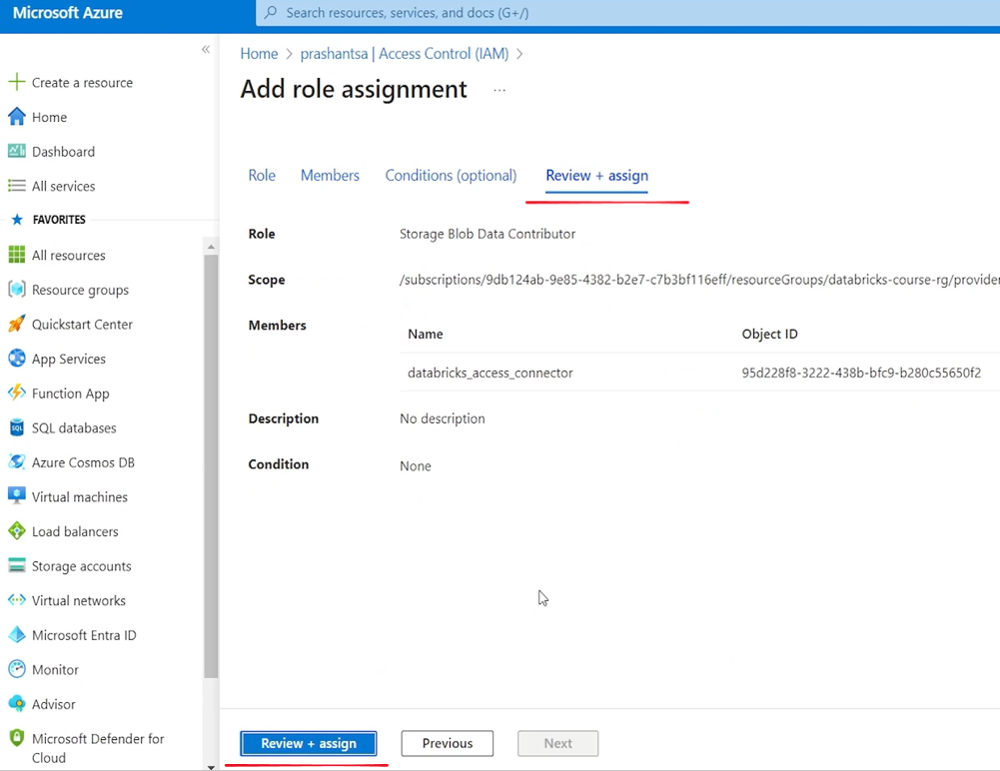 Microsoft Azure
Search resources, services, and docs (G+/)
«
Create a resource
Home
Dashboard
All services
FAVORITES
All resources
Resource groups
Quickstart Center
App Services
Function App
SQL databases
Azure Cosmos DB
Virtual machines
Load balancers
Storage accounts
Virtual networks
Microsoft Entra ID
Monitor
Advisor
Microsoft Defender for
Cloud
Home > prashantsa | Access Control (IAM) >
Add role assignment ...
Role Members Conditions (optional) Review + assign
Role Storage Blob Data Contributor
Scope /subscriptions/9db124ab-9e85-4382-b2e7-c7b3bf116eff/resourceGroups/databricks-course-rg/provider
Members
Name Object ID
databricks_access_connector 95d228f8-3222-438b-bfc9-b280c55650f2
Description No description
Condition None
Review + assign Previous Next